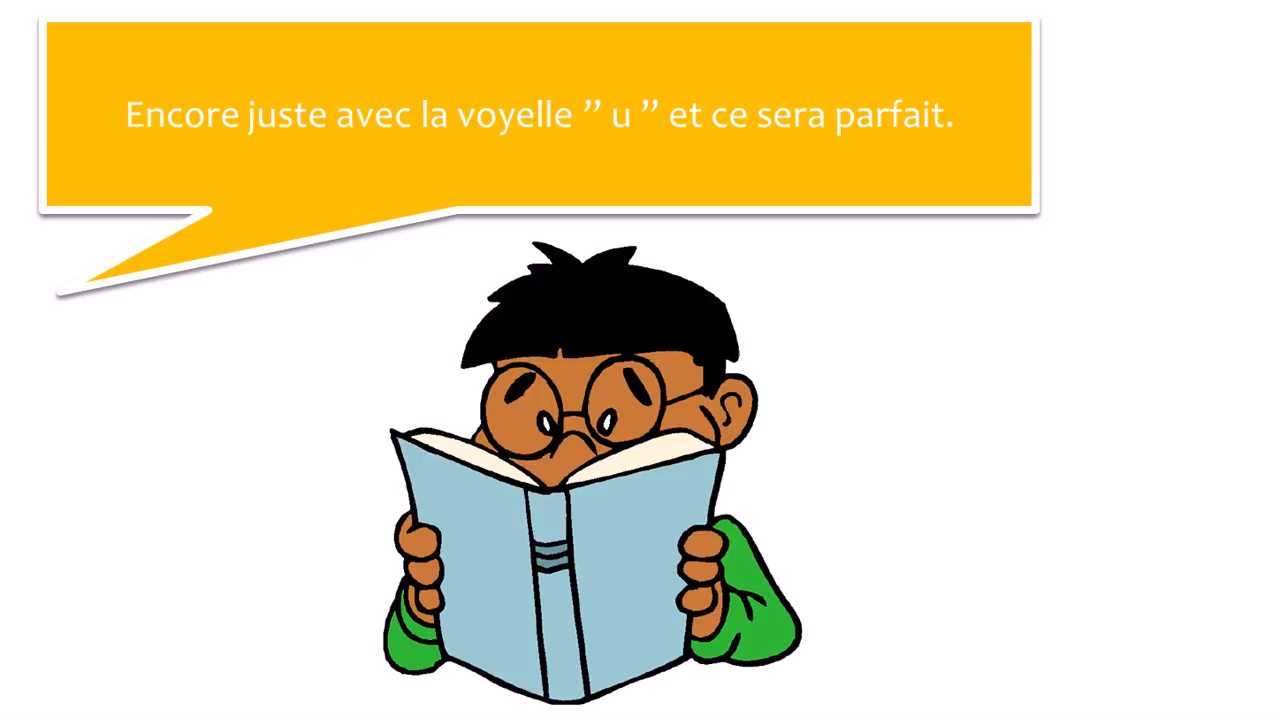 Encore juste avec la voyelle ” u ” et ce sera parfait.